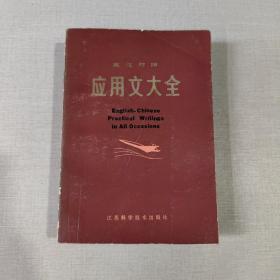 英汉对照
应用文大全
English-Chinese
Practical Writings
in All Occasions
江苏科学技术出版社